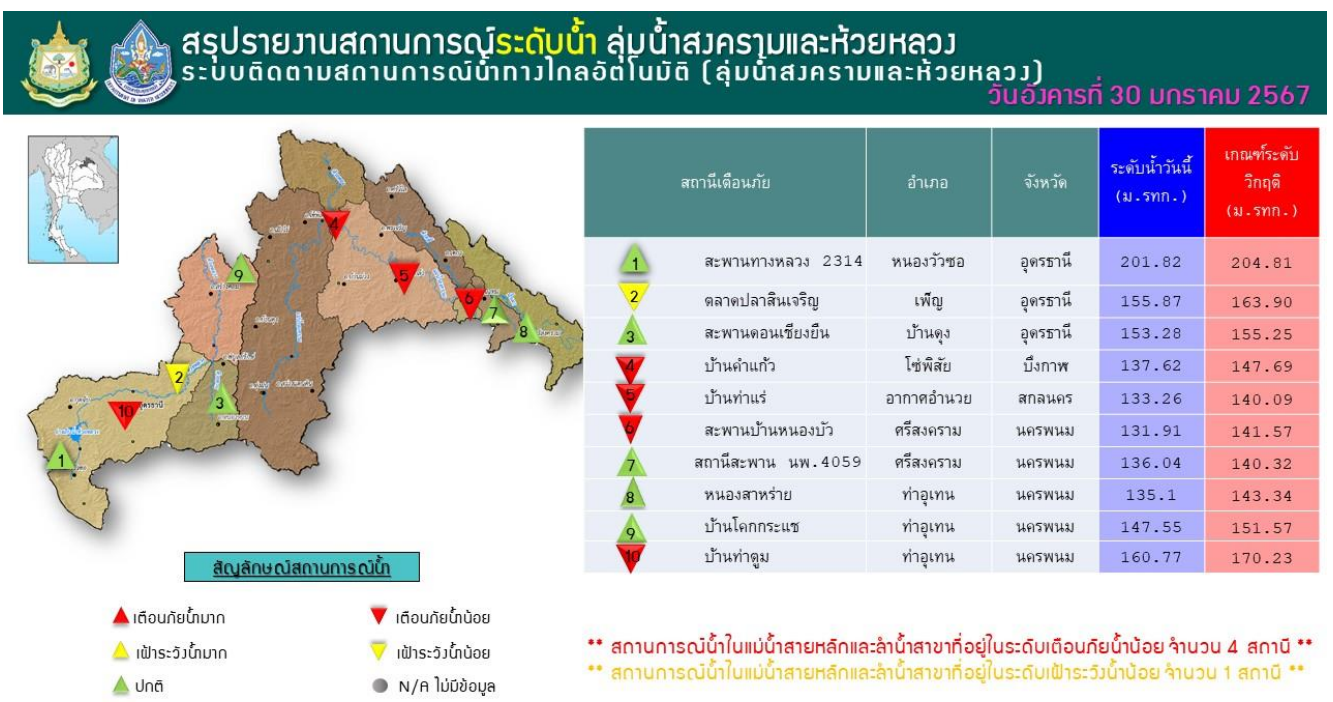 สรุปรายงานสถานการณ์ระดับน้ำ ลุ่มน้ำสงครามและห้วยหลวง
ระบบติดตามสถานการณ์น้ำทางไกลอัตโนมัติ (ลุ่มน้ำสงครามและห้วยหลวง)
วันอังคารที่ 30 มกราคม 2567
4
9
5
6
7
8
2
3
10
1
สถานีเตือนภัย อำเภอ จังหวัด ระดับน้ำวันนี้ (ม.รทก.) เกณฑ์ระดับวิกฤติ (ม.รทก.)
1 สะพานทางหลวง 2314 หนองวัวซอ อุดรธานี 201.82 204.81
2 ตลาดปลาสินเจริญ เพ็ญ อุดรธานี 155.87 163.90
3 สะพานดอนเชียงยืน บ้านดุง อุดรธานี 153.28 155.25
4 บ้านคำแก้ว โซ่พิสัย บึงกาฬ 137.62 147.69
5 บ้านท่าแร่ อากาศอำนวย สกลนคร 133.26 140.09
6 สะพานบ้านหนองบัว ศรีสงคราม นครพนม 131.91 141.57
7 สถานีสะพาน นพ.4059 ศรีสงคราม นครพนม 136.04 140.32
8 หนองสาหร่าย ท่าอุเทน นครพนม 135.1 143.34
9 บ้านโคกกระแซ ท่าอุเทน นครพนม 147.55 151.57
10 บ้านท่าตูม ท่าอุเทน นครพนม 160.77 170.23
สัญลักษณ์สถานการณ์น้ำ
เตือนภัยน้ำมาก เตือนภัยน้ำน้อย
เฝ้าระวังน้ำมาก เฝ้าระวังน้ำน้อย
ปกติ N/A ไม่มีข้อมูล
** สถานการณ์น้ำในแม่น้ำสายหลักและลำน้ำสาขาที่อยู่ในระดับเตือนภัยน้ำน้อย จำนวน 4 สถานี **
** สถานการณ์น้ำในแม่น้ำสายหลักและลำน้ำสาขาที่อยู่ในระดับเฝ้าระวังน้ำน้อย จำนวน 1 สถานี **